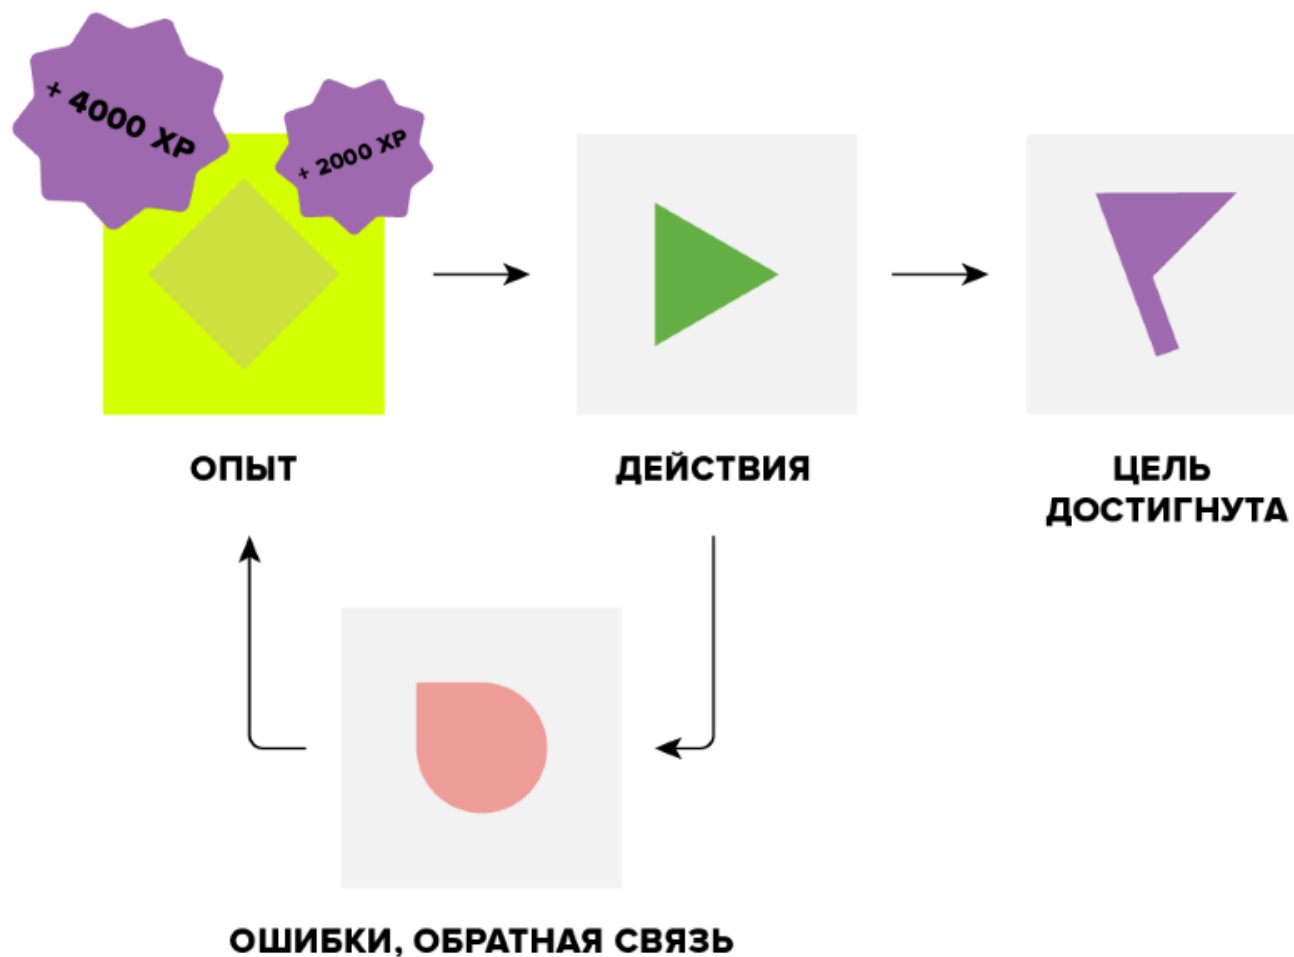 + 4000 XP
+ 2000 XP
ОПЫТ
ДЕЙСТВИЯ
ЦЕЛЬ
ДОСТИГНУТА
ОШИБКИ, ОБРАТНАЯ СВЯЗЬ